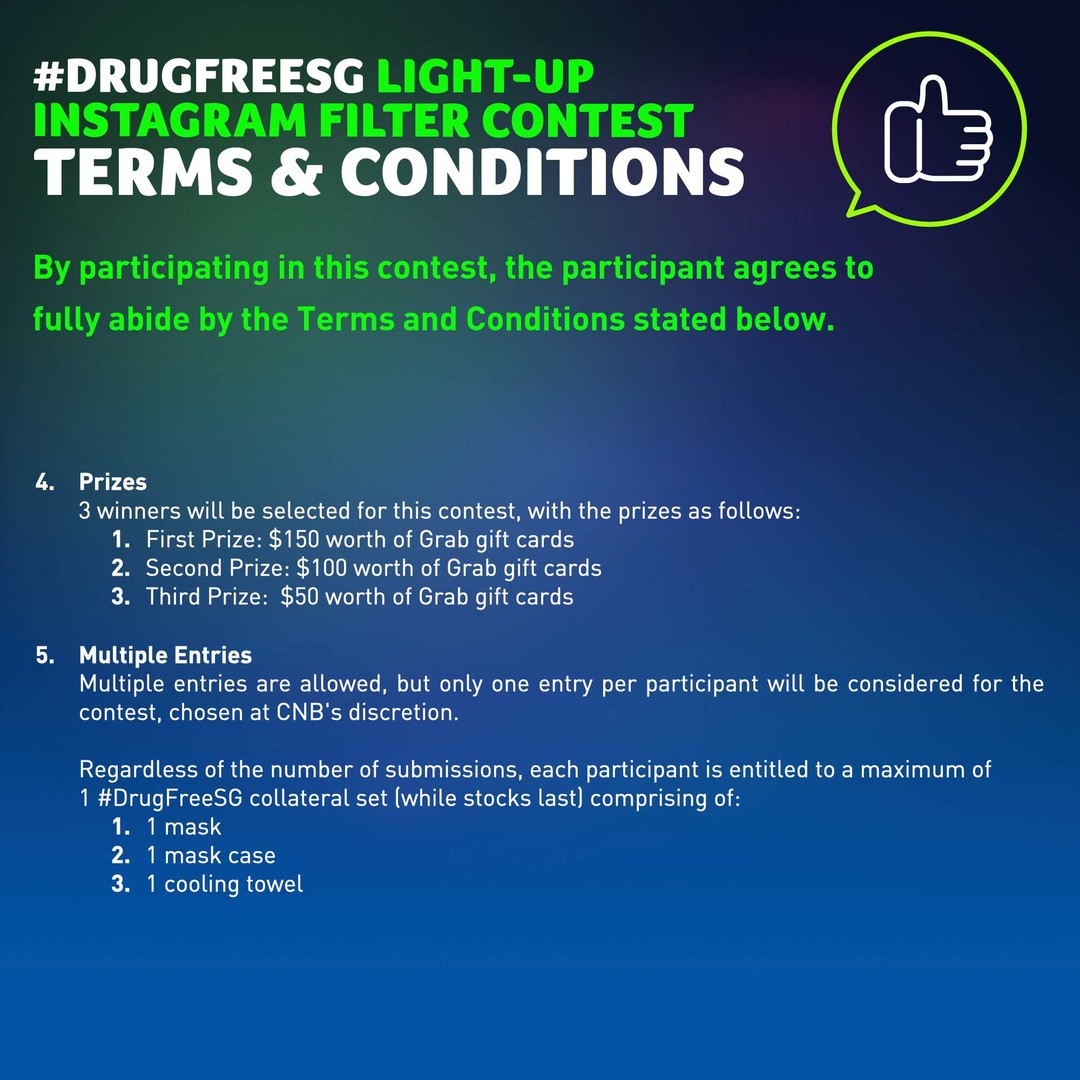 #DRUGFREESG LIGHT-UP
INSTAGRAM FILTER CONTEST
TERMS & CONDITIONS
By participating in this contest, the participant agrees to
fully abide by the Terms and Conditions stated below.
4. Prizes
3 winners will be selected for this contest, with the prizes as follows:
1. First Prize: $150 worth of Grab gift cards
2. Second Prize: $100 worth of Grab gift cards
3. Third Prize:  $50 worth of Grab gift cards
5. Multiple Entries
Multiple entries are allowed, but only one entry per participant will be considered for the
contest, chosen at CNB's discretion.
Regardless of the number of submissions, each participant is entitled to a maximum of
1 #DrugFreeSG collateral set (while stocks last) comprising of:
1. 1 mask
2. 1 mask case
3. 1 cooling towel